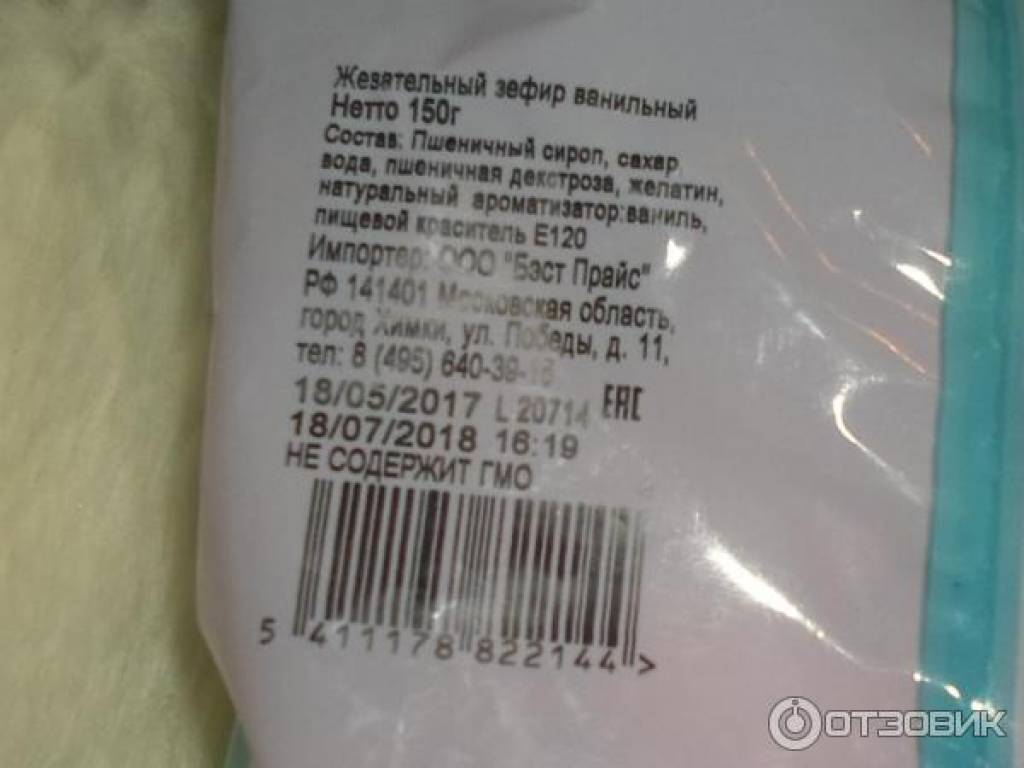 Жезятельный зефир ванильный
Нетто 150г
Состав: Пшеничный сироп, сахар
вода, пшеничная декстроза, желатин,
натуральный ароматизатор:ваниль,
пищевой краситель Е120
Импортер: ООО "Бэст Прайс"
РФ 141401 Московская область,
город Химки, ул. Победы, д. 11,
тел: 8 (495) 640-39-
18/05/2017 L 20714 EAC
18/07/2018 16:19
НЕ СОДЕРЖИТ ГМО
5 411178 822144 >
ОТЗОВИК